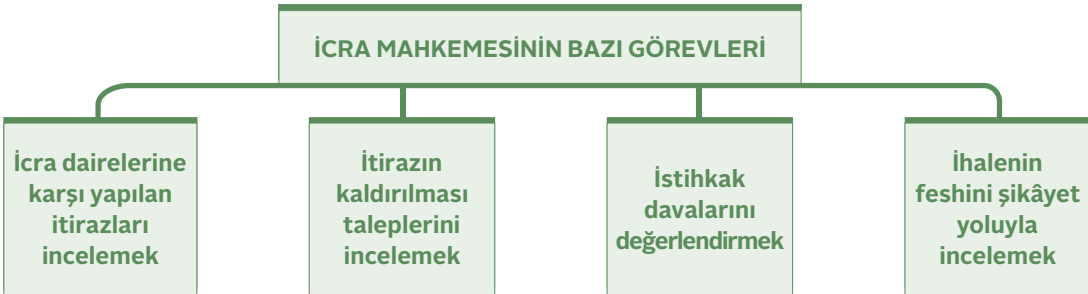 İCRA MAHKEMESİNİN BAZI GÖREVLERİ
İcra dairelerine
karşı yapılan
itirazları
incelemek
İtirazın
kaldırılması
taleplerini
incelemek
İstihkak
davalarını
değerlendirmek
İhalenin
feshini şikâyet
yoluyla
incelemek